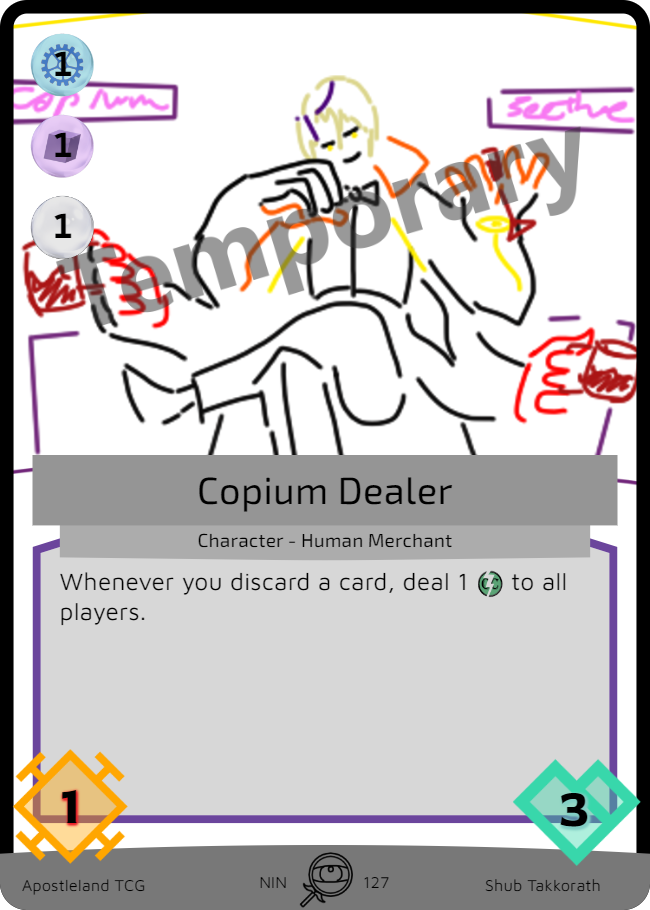 1
1
1
Copium
Temporary
Copium Dealer
Character - Human Merchant
Whenever you discard a card, deal 1 to all
players.
1
3
Apostleland TCG
NIN
127
Shub Takkorath